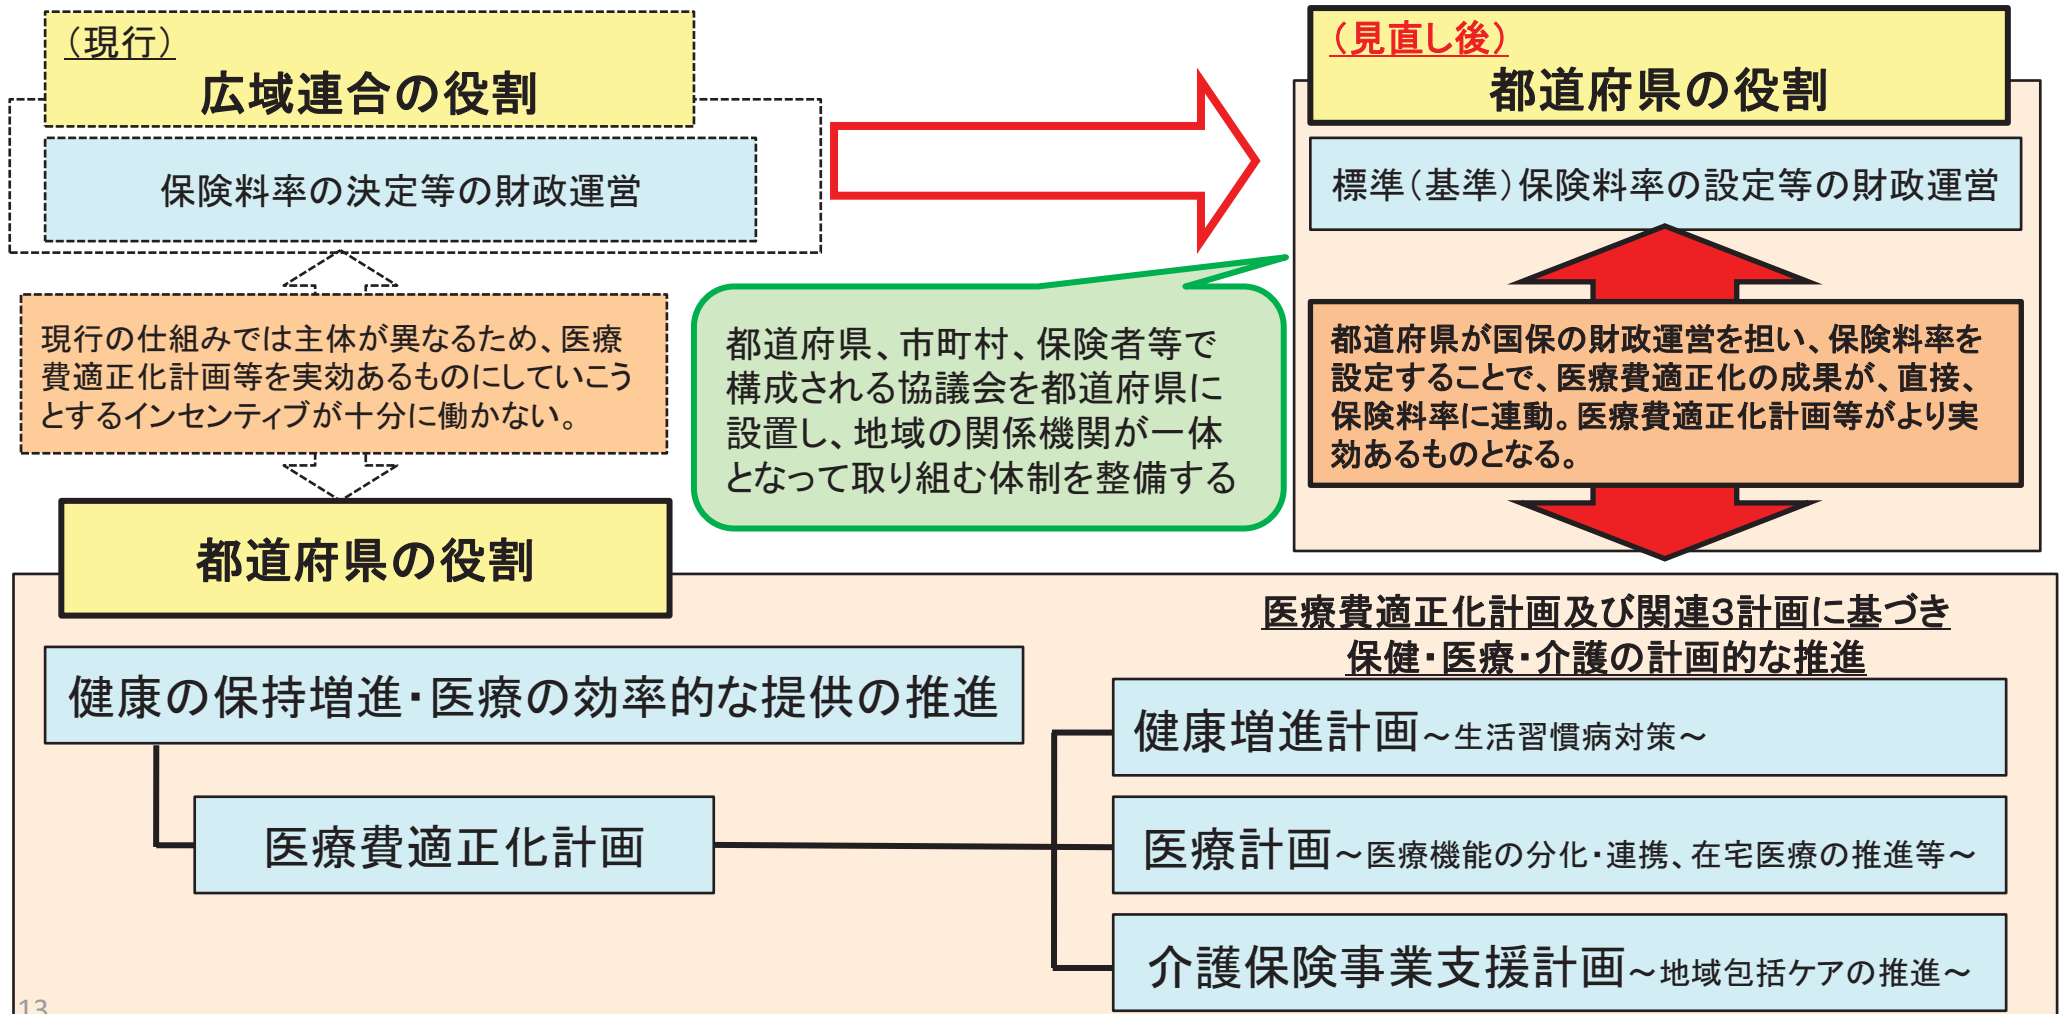 （現行）
広域連合の役割
保険料率の決定等の財政運営
現行の仕組みでは主体が異なるため、医療
費適正化計画等を実効あるものにしていこう
とするインセンティブが十分に働かない。
（見直し後）
都道府県の役割
標準（基準）保険料率の設定等の財政運営
都道府県、市町村、保険者等で
構成される協議会を都道府県に
設置し、地域の関係機関が一体
となって取り組む体制を整備する
都道府県が国保の財政運営を担い、保険料率を
設定することで、医療費適正化の成果が、直接、
保険料率に連動。医療費適正化計画等がより実
効あるものとなる。
都道府県の役割
健康の保持増進・医療の効率的な提供の推進
医療費適正化計画
医療費適正化計画及び関連３計画に基づき
保健・医療・介護の計画的な推進
健康増進計画～生活習慣病対策～
医療計画～医療機能の分化・連携、在宅医療の推進等～
介護保険事業支援計画～地域包括ケアの推進～
13